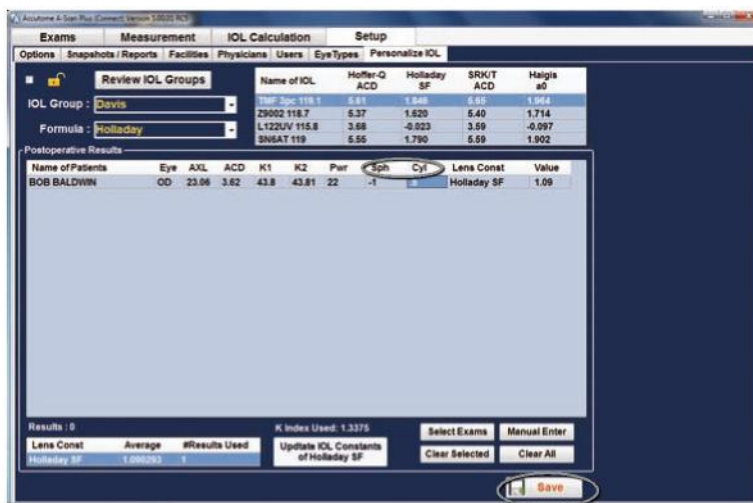 Accutome A-Scan Plus (Connect) Version 5.00.01 RC5
Exams Measurement IOL Calculation Setup
Options Snapshots / Reports Facilities Physicians Users EyeTypes Personalize IOL
Review IOL Groups
IOL Group : Davis
Formula : Holladay
Name of IOL Hoffer-Q ACD Holladay SF SRK/T ACD Haigis a0
TMF 3pc 119.1 5.61 1.846 5.65 1.964
Z9002 118.7 5.37 1.620 5.40 1.714
L122UV 115.8 3.68 -0.023 3.59 -0.097
SN6AT 119 5.55 1.790 5.59 1.902
Postoperative Results
Name of Patients Eye AXL ACD K1 K2 Pwr Sph Cyl Lens Const Value
BOB BALDWIN OD 23.06 3.62 43.8 43.81 22 -1 Holladay SF 1.09
Results : 0
K Index Used: 1.3375
Lens Const Average #Results Used
Holladay SF 1.090293 1
Updtate IOL Constants
of Holladay SF
Select Exams Manual Enter
Clear Selected Clear All
Save